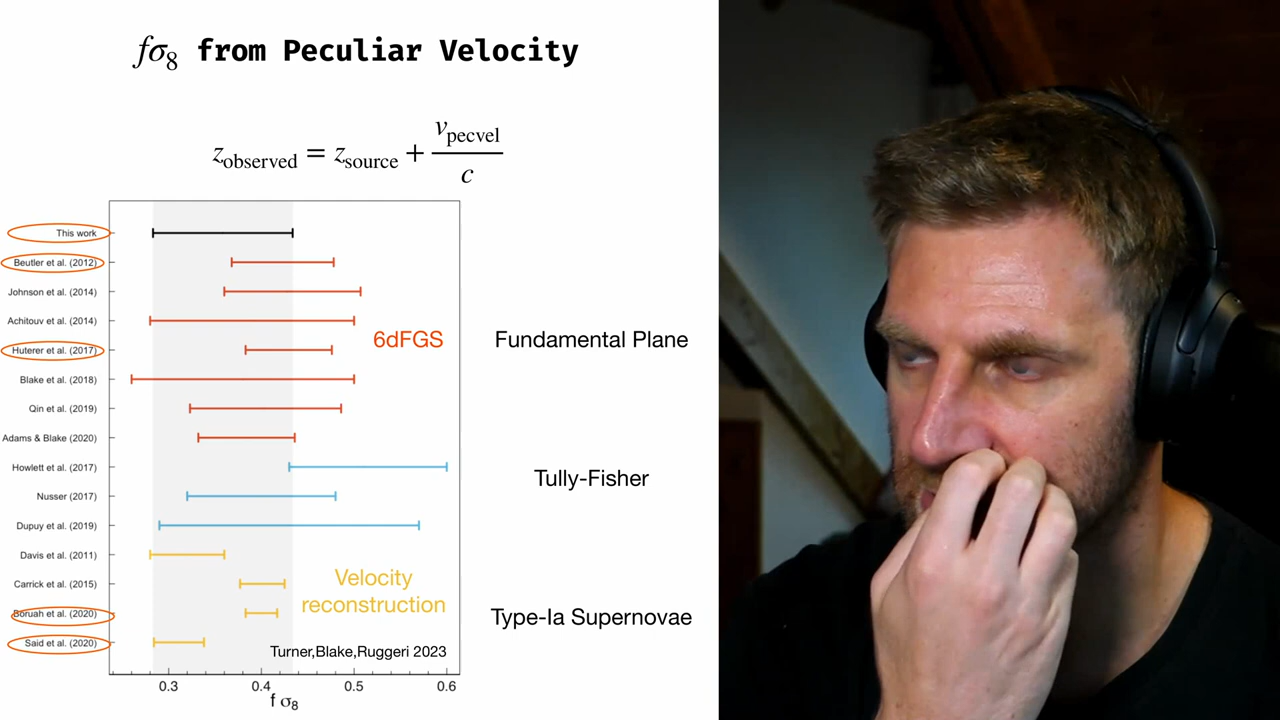 fσ₈ from Peculiar Velocity
z_observed = z_source + v_pecvel / c
This work
Beutler et al. (2012)
Johnson et al. (2014)
Achitouv et al. (2014)
6dFGS
Fundamental Plane
Huterer et al. (2017)
Blake et al. (2018)
Qin et al. (2019)
Adams & Blake (2020)
Howlett et al. (2017)
Tully-Fisher
Nusser (2017)
Dupuy et al. (2019)
Davis et al. (2011)
Carrick et al. (2015)
Velocity
reconstruction
Boruah et al. (2020)
Type-Ia Supernovae
Said et al. (2020)
Turner,Blake,Ruggeri 2023
0.3 0.4 0.5 0.6
f σ₈